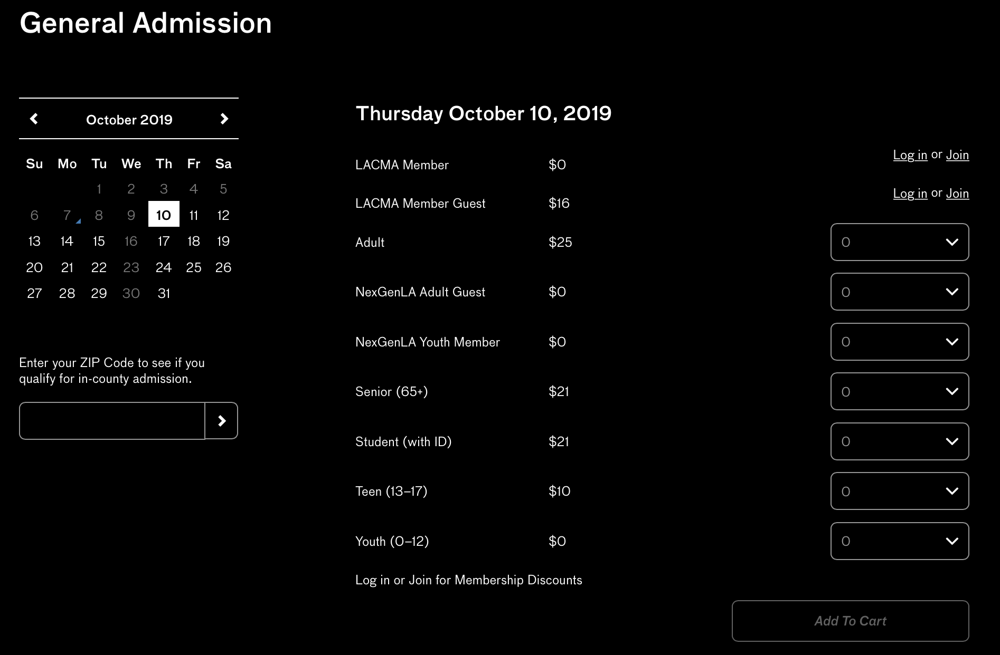 General Admission
October 2019
Su Mo Tu We Th Fr Sa
1 2 3 4 5
6 7 8 9 10 11 12
13 14 15 16 17 18 19
20 21 22 23 24 25 26
27 28 29 30 31
Enter your ZIP Code to see if you
qualify for in-county admission.
Thursday October 10, 2019
LACMA Member $0 Log in or Join
LACMA Member Guest $16 Log in or Join
Adult $25 0
NexGenLA Adult Guest $0 0
NexGenLA Youth Member $0 0
Senior (65+) $21 0
Student (with ID) $21 0
Teen (13–17) $10 0
Youth (0–12) $0 0
Log in or Join for Membership Discounts
Add To Cart